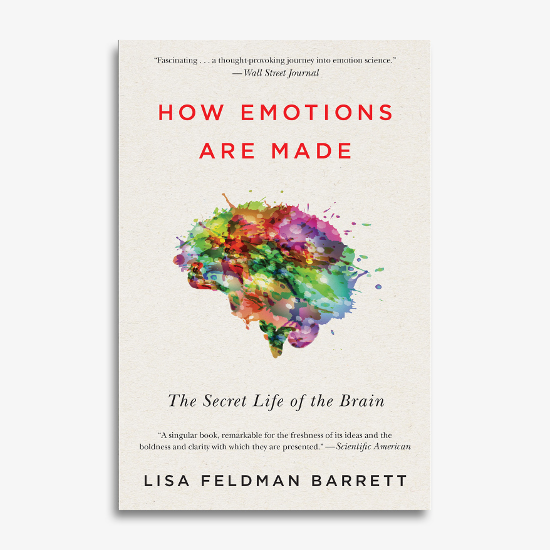 “Fascinating . . . a thought-provoking journey into emotion science.”
—Wall Street Journal
HOW EMOTIONS
ARE MADE
The Secret Life of the Brain
“A singular book, remarkable for the freshness of its ideas and the
boldness and clarity with which they are presented.” —Scientific American
LISA FELDMAN BARRETT